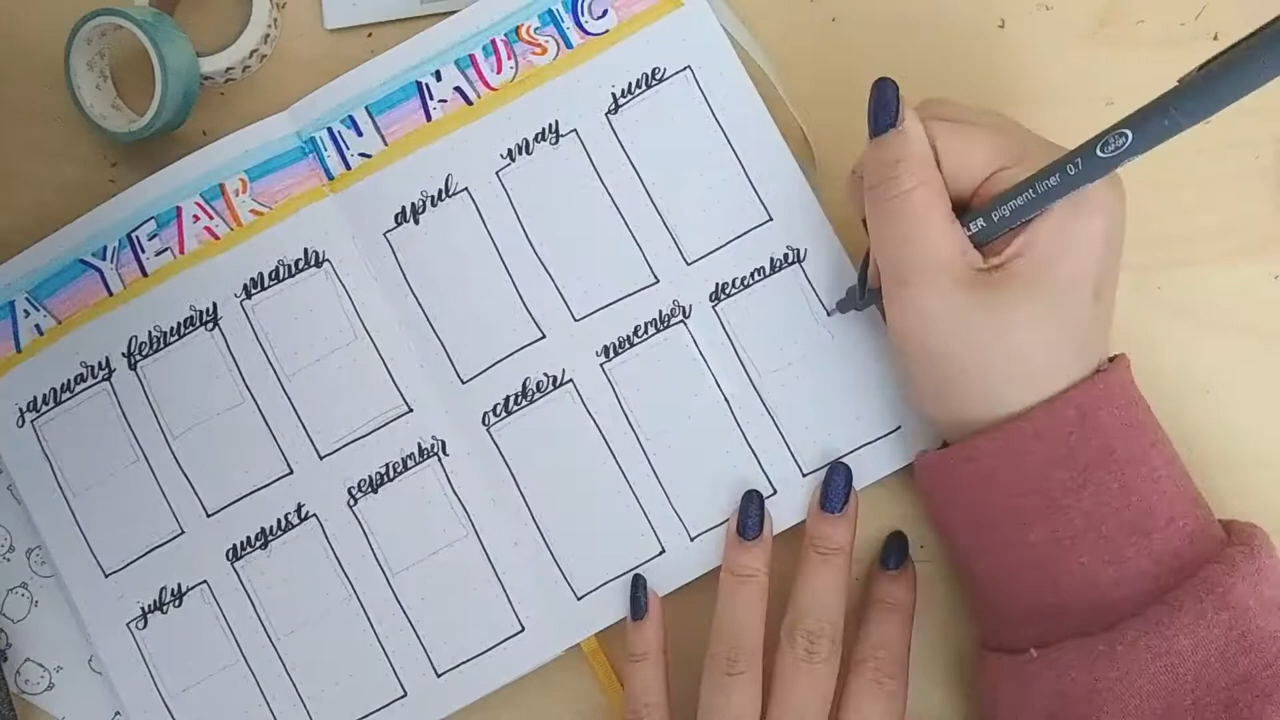 A YEAR IN MUSIC
january february march april may june
july august september october november december
LER pigment liner 0.7